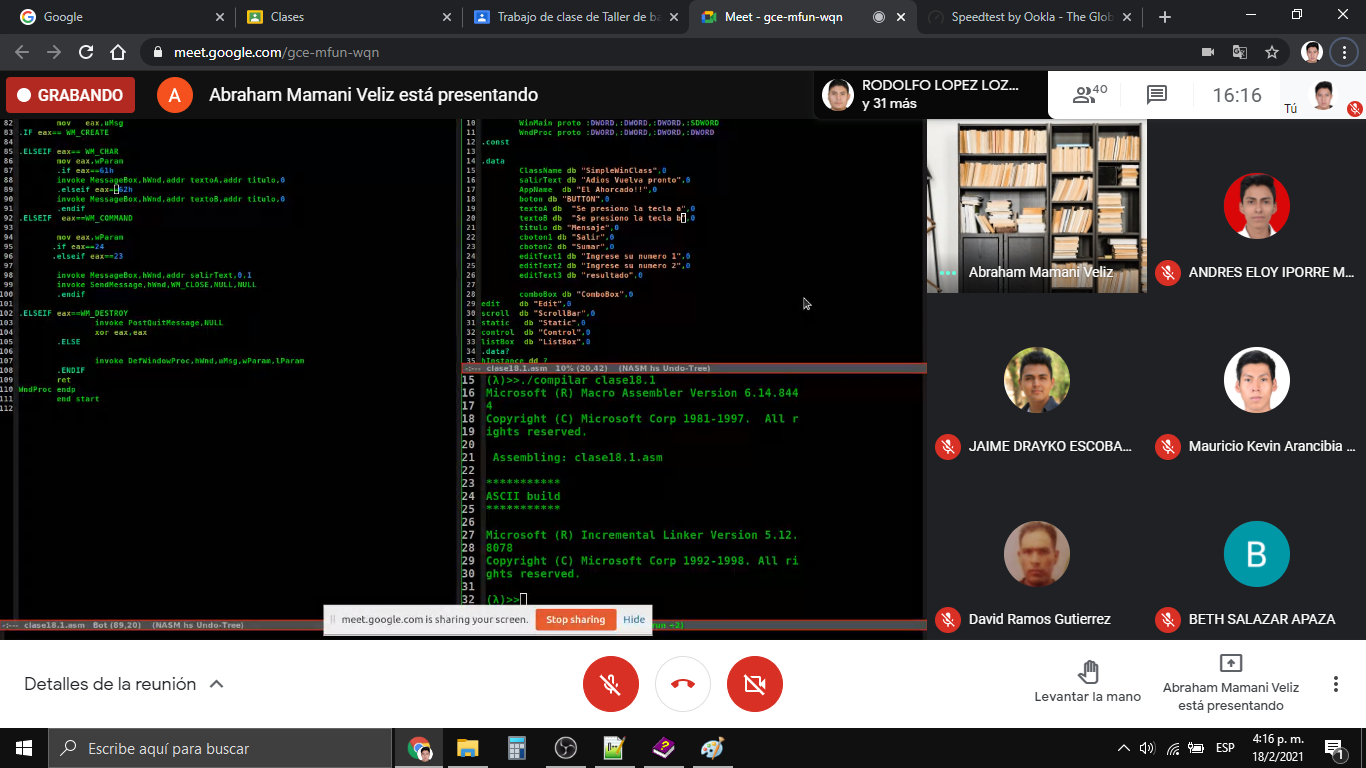 Google
Clases
Trabajo de clase de Taller de ba
Meet - gce-mfun-wqn
Speedtest by Ookla - The Glob
meet.google.com/gce-mfun-wqn
GRABANDO
A
Abraham Mamani Veliz está presentando
RODOLFO LOPEZ LOZ...
y 31 más
40
16:16
Tú
82 mov eax,uMsg
83 .IF eax== WM_CREATE
84
85 .ELSEIF eax== WM_CHAR
86 mov eax,wParam
87 .if eax==61h
88 invoke MessageBox,hWnd,addr textoA,addr titulo,0
89 .elseif eax==62h
90 invoke MessageBox,hWnd,addr textoB,addr titulo,0
91 .endif
92 .ELSEIF eax==WM_COMMAND
93
94 mov eax,wParam
95 .if eax==24
96 .elseif eax==23
97
98 invoke MessageBox,hWnd,addr salirText,0,1
99 invoke SendMessage,hWnd,WM_CLOSE,NULL,NULL
100 .endif
101
102 .ELSEIF eax==WM_DESTROY
103 invoke PostQuitMessage,NULL
104 xor eax,eax
105 .ELSE
106
107 invoke DefWindowProc,hWnd,uMsg,wParam,lParam
108 .ENDIF
109 ret
110 WndProc endp
111 end start
112
-:--- clase18.1.asm Bot (89,20) (NASM hs Undo-Tree)
10 WinMain proto :DWORD,:DWORD,:DWORD,:SDWORD
11 WndProc proto :DWORD,:DWORD,:DWORD,:DWORD
12 .const
13
14 .data
15 ClassName db "SimpleWinClass",0
16 salirText db "Adios Vuelva pronto",0
17 AppName db "El Ahorcado!!",0
18 boton db "BUTTON",0
19 textoA db "Se presiono la tecla a",0
20 textoB db "Se presiono la tecla b",0
21 titulo db "Mensaje",0
22 cboton1 db "Salir",0
23 cboton2 db "Sumar",0
24 editText1 db "Ingrese su numero 1",0
25 editText2 db "Ingrese su numero 2",0
26 editText3 db "resultado",0
27
28 comboBox db "ComboBox",0
29 edit db "Edit",0
30 scroll db "ScrollBar",0
31 static db "Static",0
32 control db "Control",0
33 listBox db "ListBox",0
34 .data?
35 hInstance dd ?
-:--- clase18.1.asm 10% (20,42) (NASM hs Undo-Tree)
15 (λ)>>./compilar clase18.1
16 Microsoft (R) Macro Assembler Version 6.14.844
17 4
18 Copyright (C) Microsoft Corp 1981-1997. All r
19 ights reserved.
20
21 Assembling: clase18.1.asm
22
23 ***********
24 ASCII build
25 ***********
26
27 Microsoft (R) Incremental Linker Version 5.12.
28 8078
29 Copyright (C) Microsoft Corp 1992-1998. All ri
30 ghts reserved.
31
32 (λ)>>
meet.google.com is sharing your screen.
Stop sharing
Hide
run +2)
Abraham Mamani Veliz
ANDRES ELOY IPORRE M...
JAIME DRAYKO ESCOBA...
Mauricio Kevin Arancibia ...
David Ramos Gutierrez
B
BETH SALAZAR APAZA
Detalles de la reunión
Levantar la mano
Abraham Mamani Veliz
está presentando
Escribe aquí para buscar
ESP
4:16 p. m.
18/2/2021
1